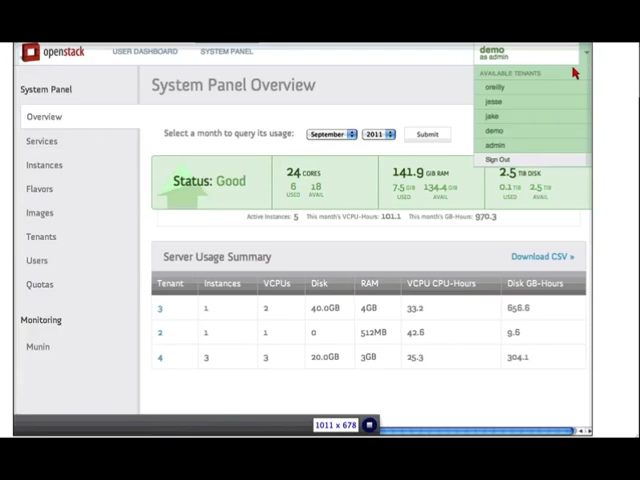 openstack
USER DASHBOARD
SYSTEM PANEL
demo
as admin
AVAILABLE TENANTS
oreilly
jesse
jake
demo
admin
Sign Out
System Panel
Overview
Services
Instances
Flavors
Images
Tenants
Users
Quotas
Monitoring
Munin
System Panel Overview
Select a month to query its usage: September 2011 Submit
Status: Good
24 CORES
6 USED 18 AVAIL
141.9 GIB RAM
7.5 GIB USED 134.4 GIB AVAIL
2.5 TIB DISK
0.1 TIB USED 2.5 TIB AVAIL
Active Instances: 5 This month's VCPU-Hours: 101.1 This month's GB-Hours: 970.3
Server Usage Summary Download CSV »
Tenant Instances VCPUs Disk RAM VCPU CPU-Hours Disk GB-Hours
3 1 2 40.0GB 4GB 33.2 656.6
2 1 1 0 512MB 42.6 9.6
4 3 3 20.0GB 3GB 25.3 304.1
1011 x 678